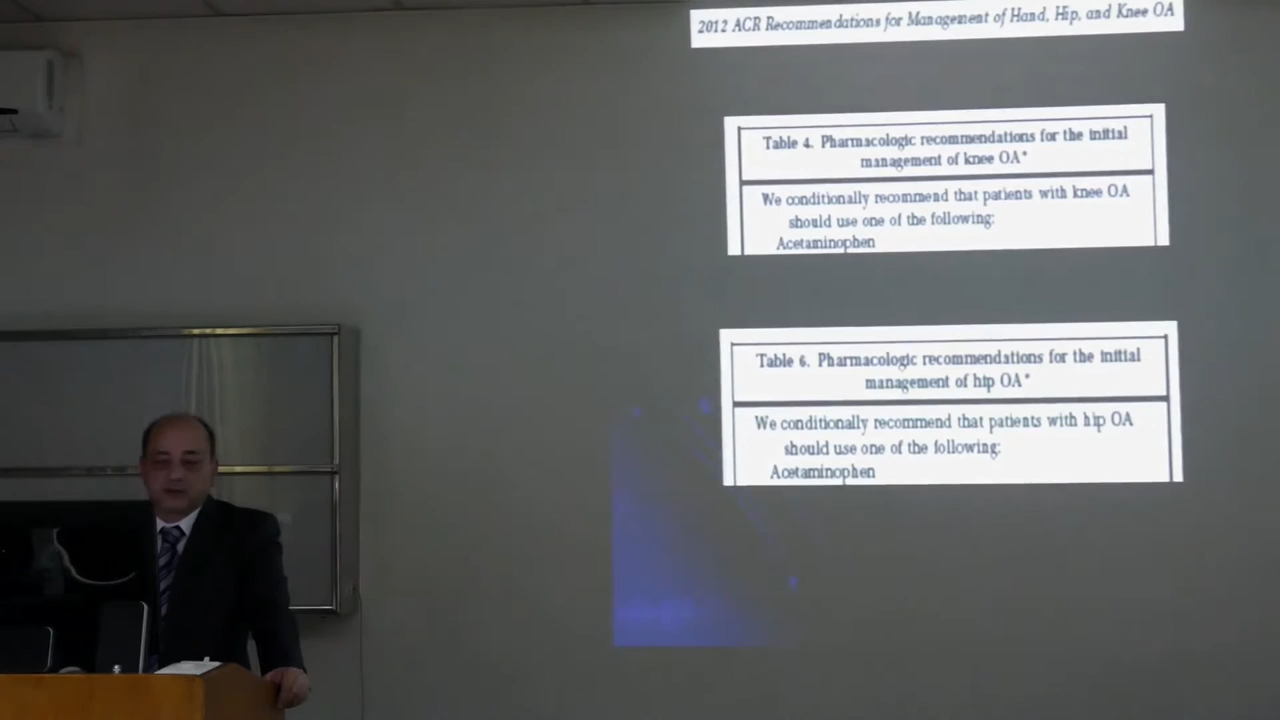 2012 ACR Recommendations for Management of Hand, Hip, and Knee OA
Table 4. Pharmacologic recommendations for the initial
management of knee OA*
We conditionally recommend that patients with knee OA
should use one of the following:
Acetaminophen
Table 6. Pharmacologic recommendations for the initial
management of hip OA*
We conditionally recommend that patients with hip OA
should use one of the following:
Acetaminophen